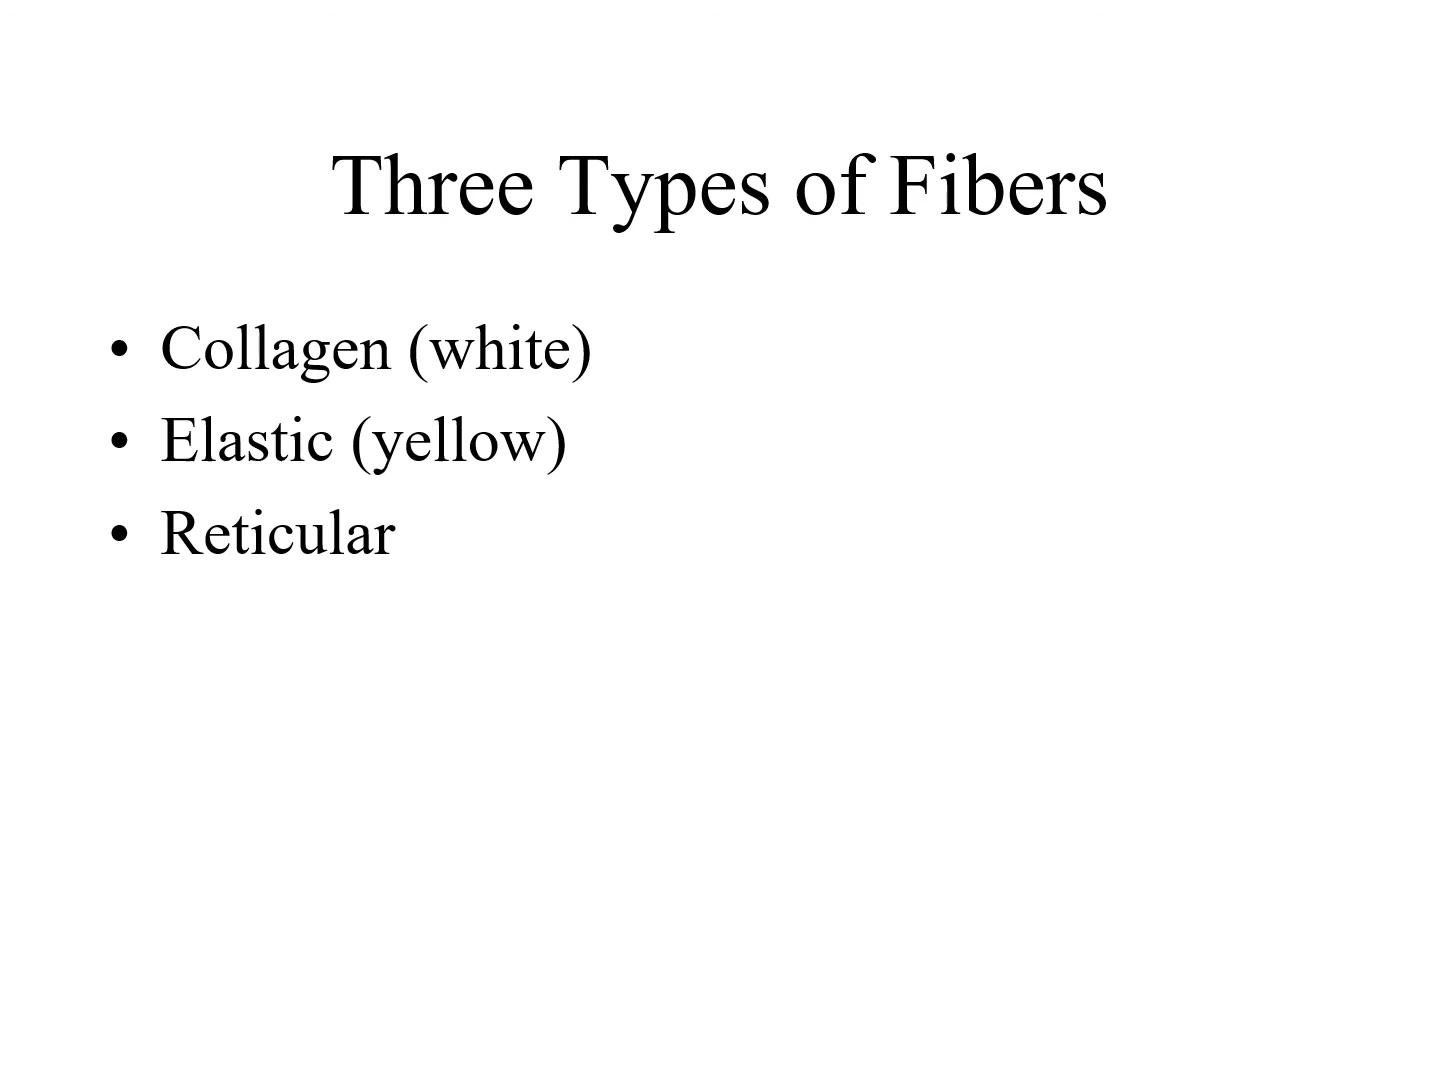 Three Types of Fibers
• Collagen (white)
• Elastic (yellow)
• Reticular